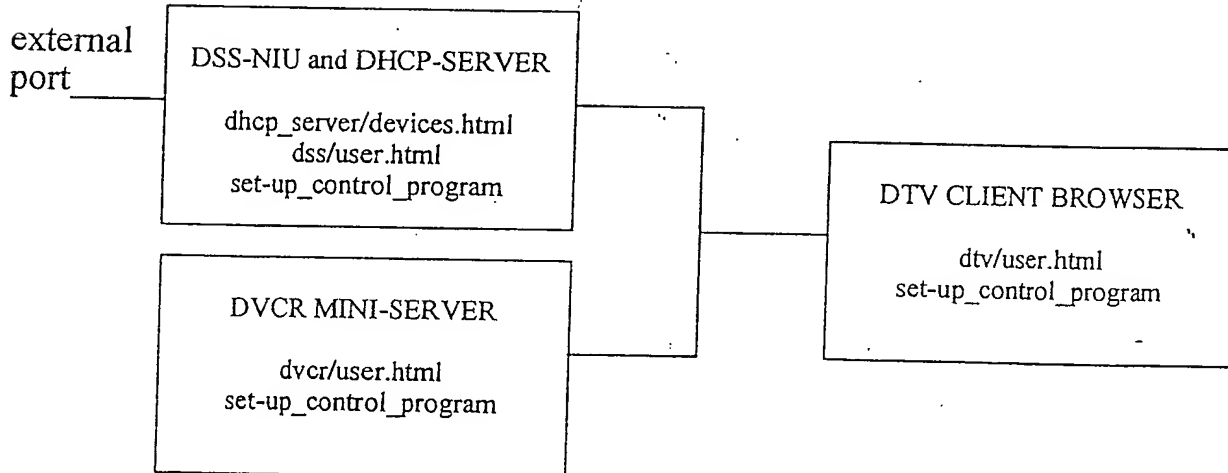 external
port
DSS-NIU and DHCP-SERVER
dhcp_server/devices.html
dss/user.html
set-up_control_program
DVCR MINI-SERVER
dvcr/user.html
set-up_control_program
DTV CLIENT BROWSER
dtv/user.html
set-up_control_program